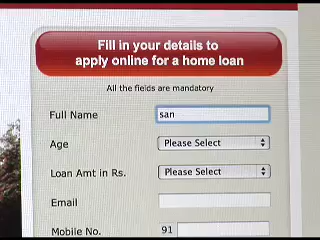 Fill in your details to
apply online for a home loan
All the fields are mandatory
Full Name san
Age Please Select
Loan Amt in Rs. Please Select
Email
Mobile No. 91